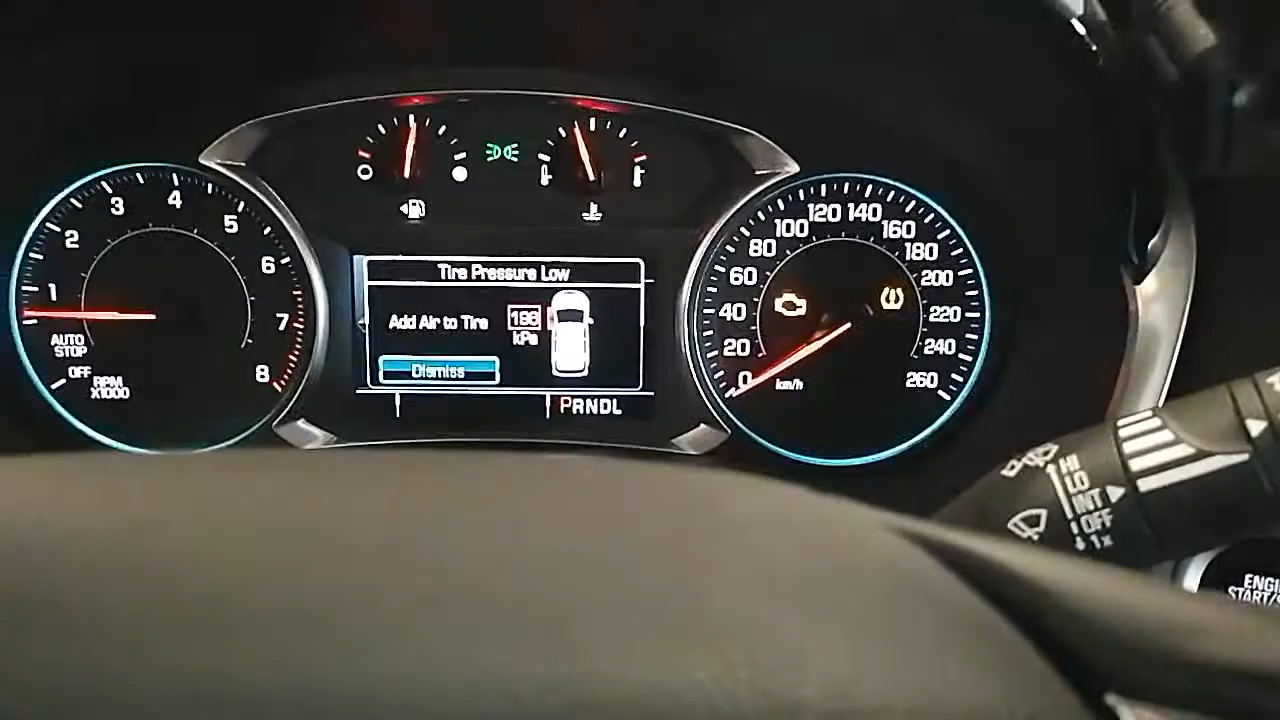 1
2
3
4
5
6
7
8
AUTO
STOP
OFF
RPM
X1000
Tire Pressure Low
Add Air to Tire
kPa
Dismiss
PRNDL
0
20
40
60
80
100
120
140
160
180
200
220
240
260
km/h
HI
LO
INT
OFF
1x
START/